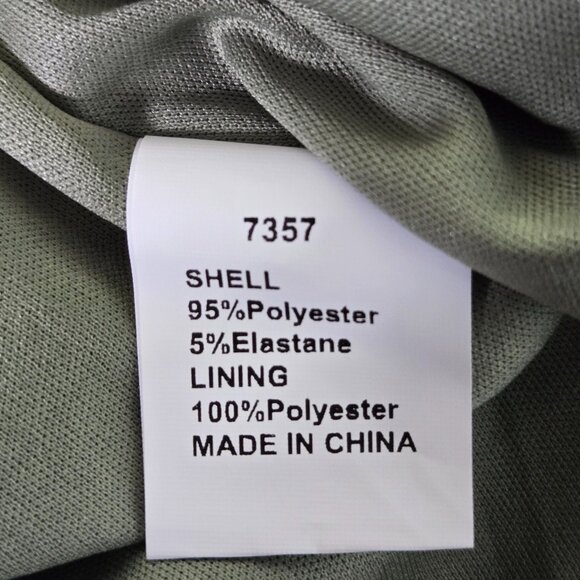 7357
SHELL
95%Polyester
5%Elastane
LINING
100%Polyester
MADE IN CHINA